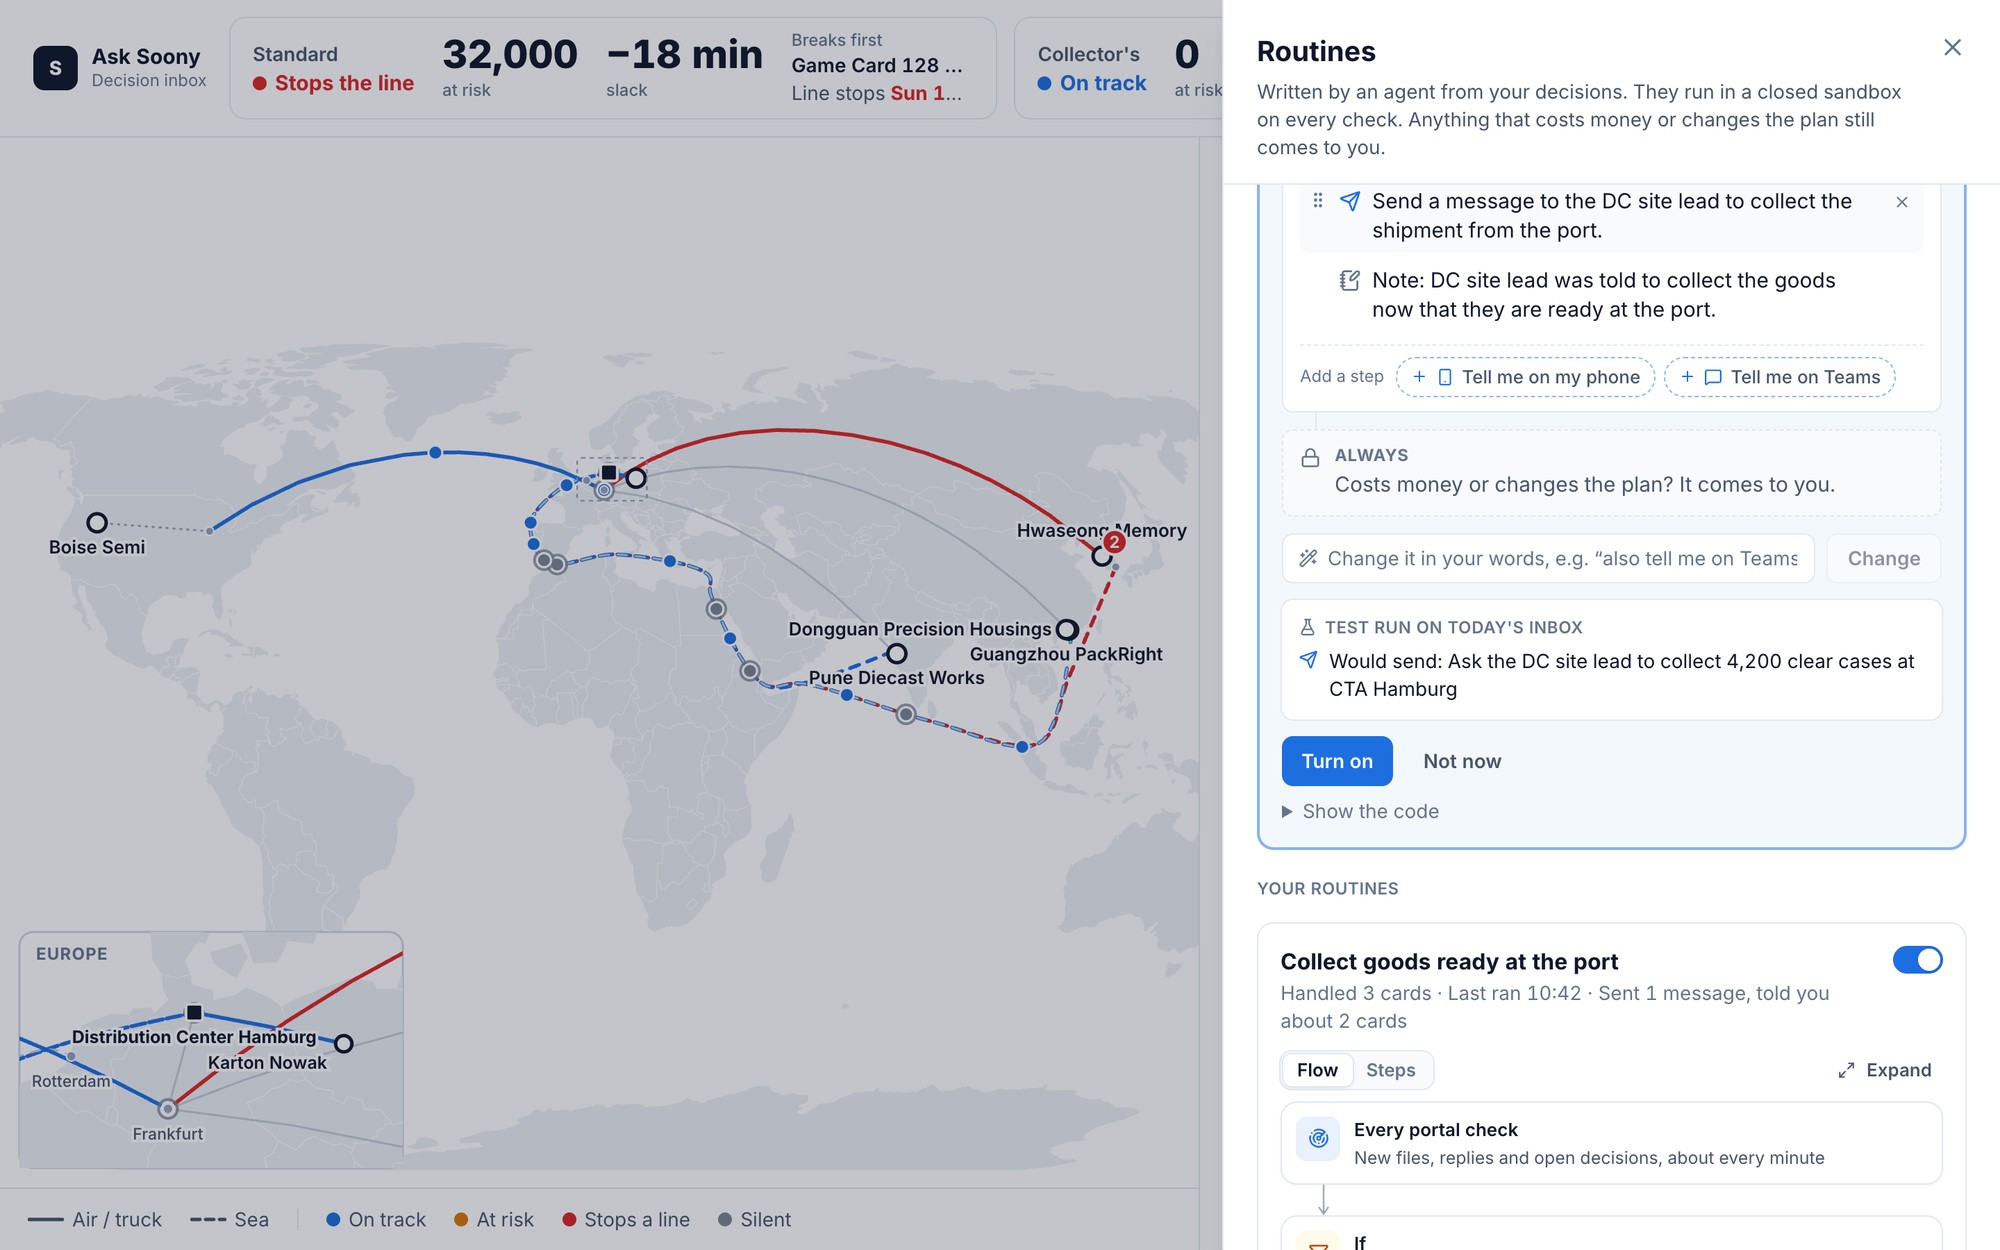 S
Ask Soony
Decision inbox
Standard
Stops the line
32,000
at risk
−18 min
slack
Breaks first
Game Card 128 ...
Line stops Sun 1...
Collector's
On track
0
at risk
Boise Semi
Hwaseong Memory
2
Dongguan Precision Housings
Guangzhou PackRight
Pune Diecast Works
EUROPE
Distribution Center Hamburg
Karton Nowak
Rotterdam
Frankfurt
Air / truck
Sea
On track
At risk
Stops a line
Silent
Routines
Written by an agent from your decisions. They run in a closed sandbox
on every check. Anything that costs money or changes the plan still
comes to you.
Send a message to the DC site lead to collect the
shipment from the port.
Note: DC site lead was told to collect the goods
now that they are ready at the port.
Add a step
+ Tell me on my phone
+ Tell me on Teams
ALWAYS
Costs money or changes the plan? It comes to you.
Change it in your words, e.g. “also tell me on Teams
Change
TEST RUN ON TODAY'S INBOX
Would send: Ask the DC site lead to collect 4,200 clear cases at
CTA Hamburg
Turn on
Not now
Show the code
YOUR ROUTINES
Collect goods ready at the port
Handled 3 cards · Last ran 10:42 · Sent 1 message, told you
about 2 cards
Flow
Steps
Expand
Every portal check
New files, replies and open decisions, about every minute
If